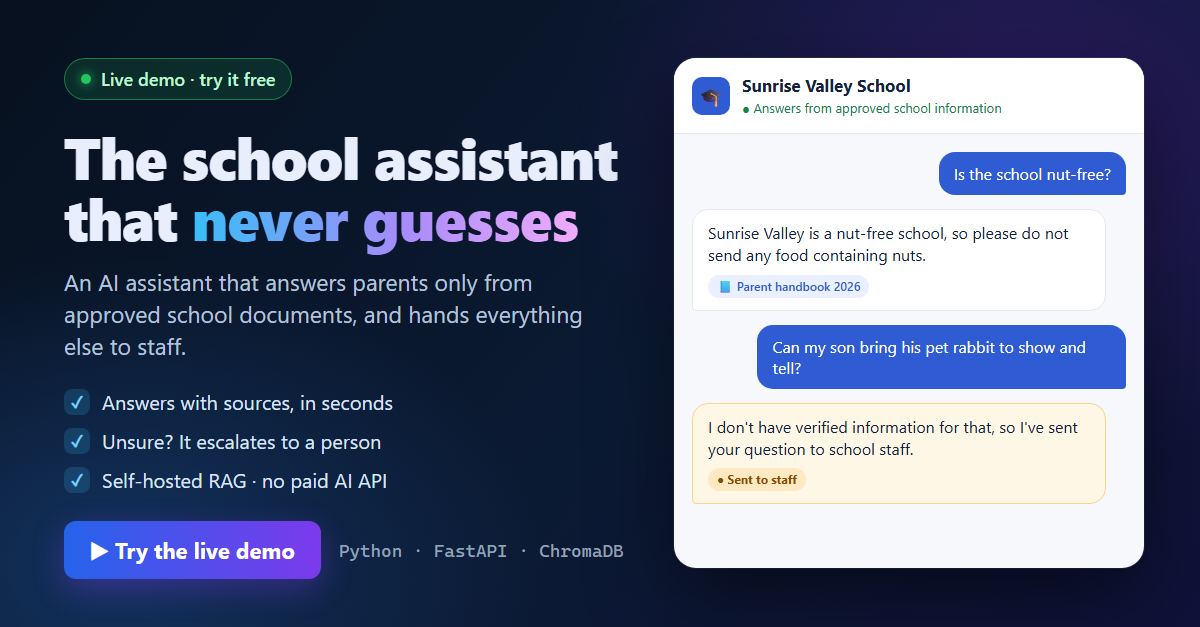 Live demo · try it free
The school assistant
that never guesses
An AI assistant that answers parents only from
approved school documents, and hands everything
else to staff.
✓ Answers with sources, in seconds
✓ Unsure? It escalates to a person
✓ Self-hosted RAG · no paid AI API
▶ Try the live demo
Python · FastAPI · ChromaDB
Sunrise Valley School
● Answers from approved school information
Is the school nut-free?
Sunrise Valley is a nut-free school, so please do not
send any food containing nuts.
📘 Parent handbook 2026
Can my son bring his pet rabbit to show and
tell?
I don't have verified information for that, so I've sent
your question to school staff.
● Sent to staff